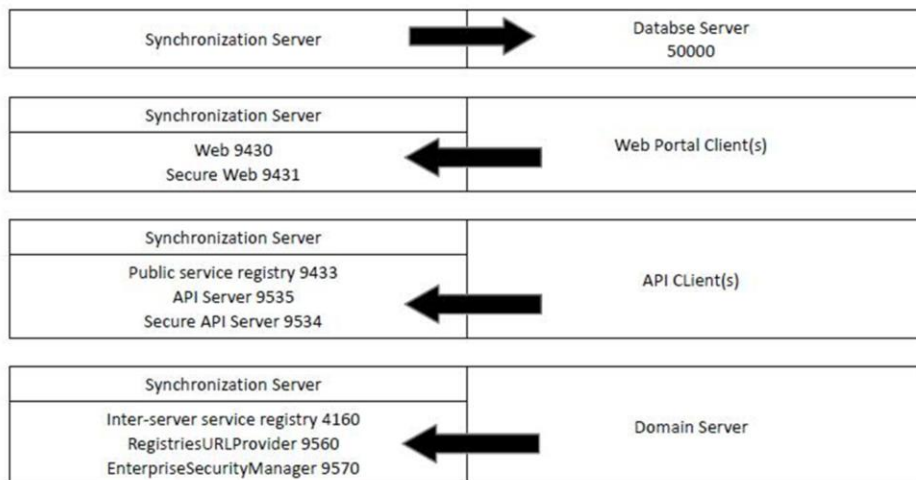 Synchronization Server
Databse Server
50000
Synchronization Server
Web 9430
Secure Web 9431
Web Portal Client(s)
Synchronization Server
Public service registry 9433
API Server 9535
Secure API Server 9534
API CLient(s)
Synchronization Server
Inter-server service registry 4160
RegistriesURLProvider 9560
EnterpriseSecurityManager 9570
Domain Server